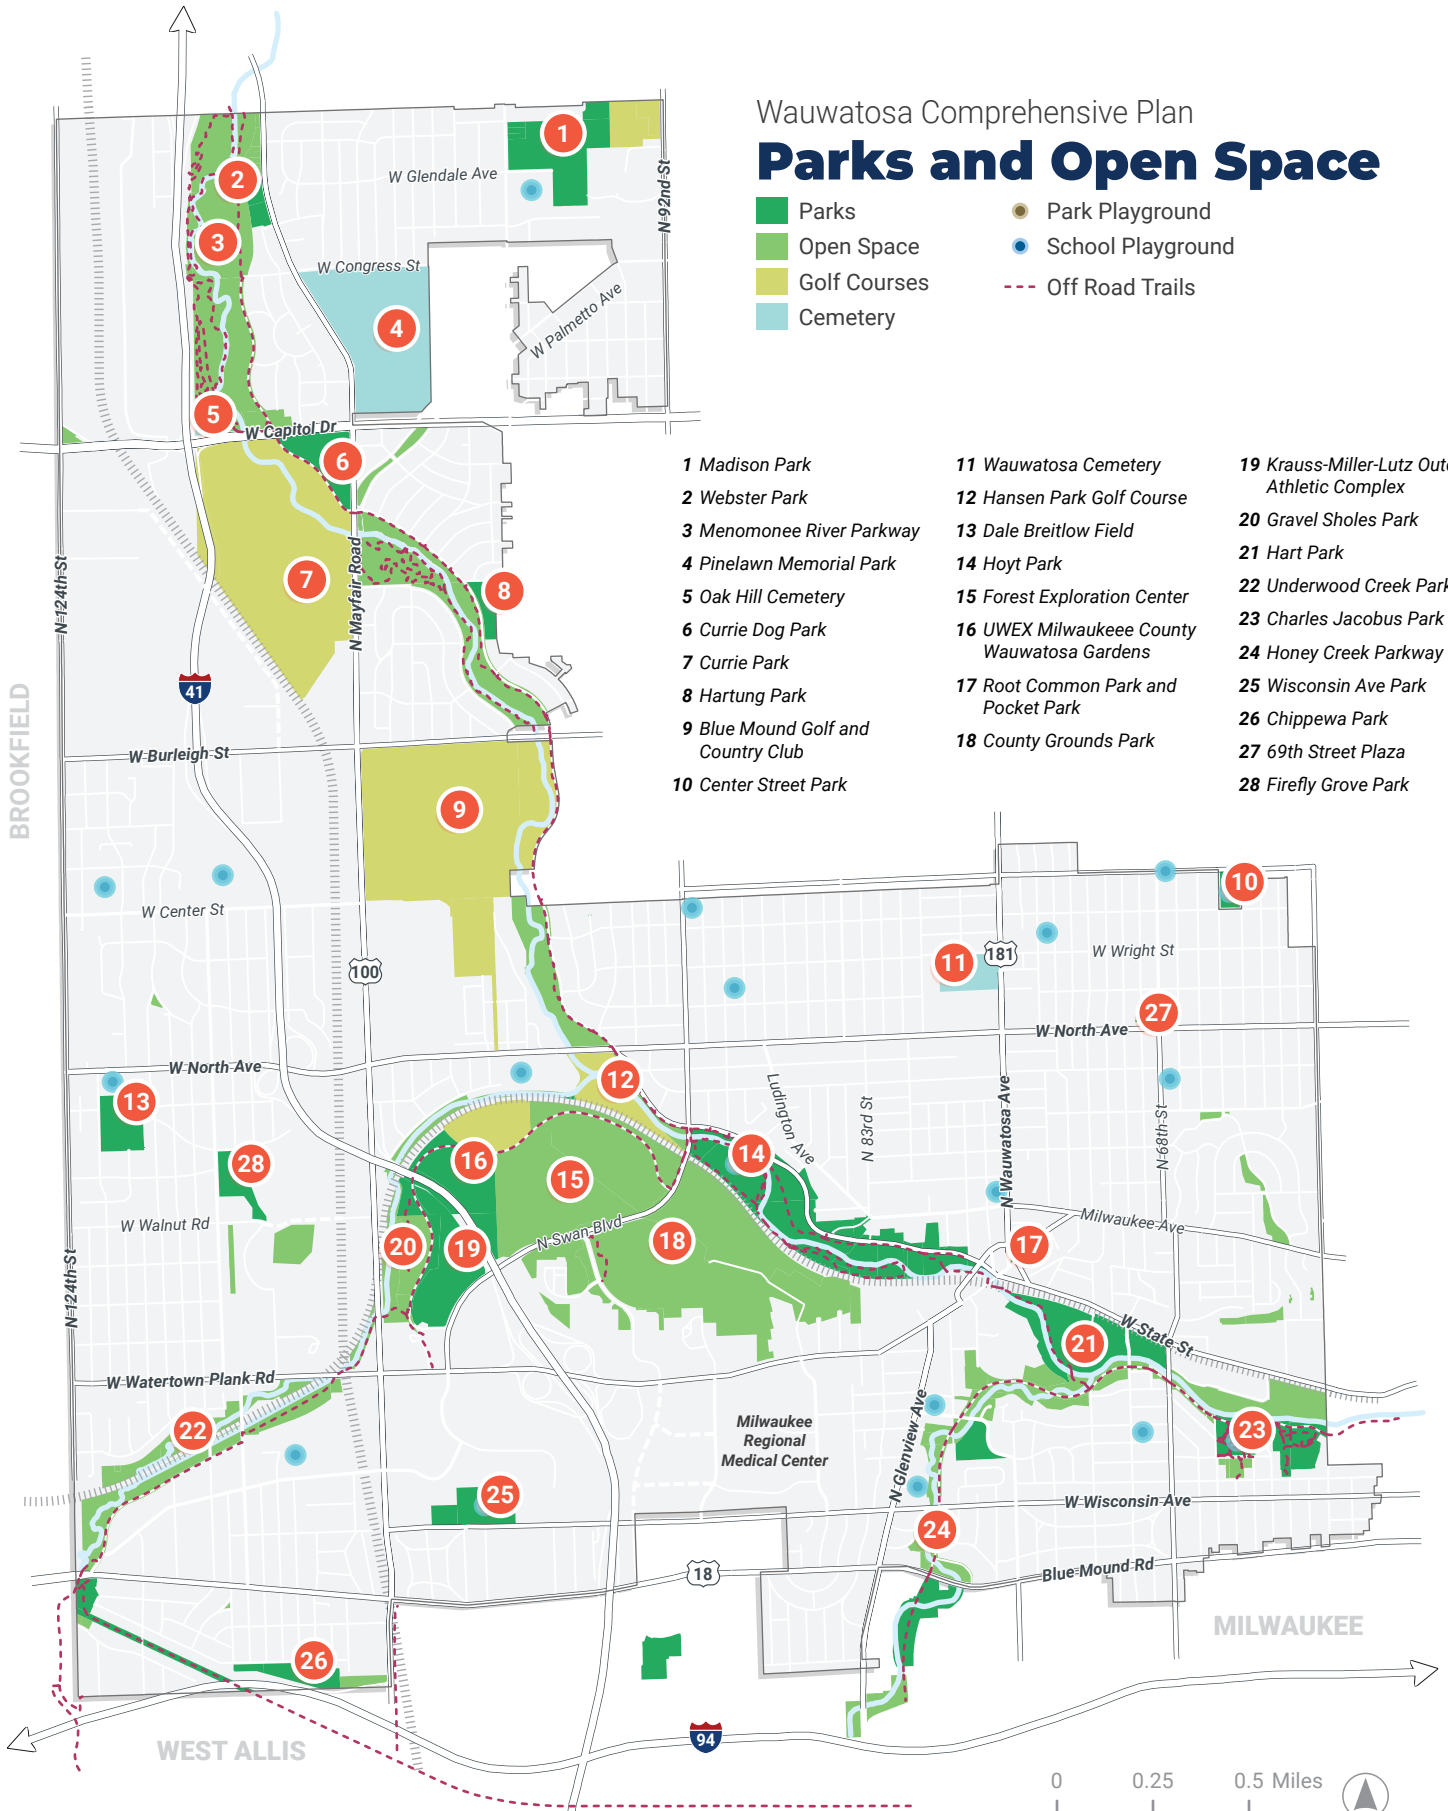 Wauwatosa Comprehensive Plan
Parks and Open Space
Parks
Open Space
Golf Courses
Cemetery
Park Playground
School Playground
Off Road Trails
1 Madison Park
2 Webster Park
3 Menomonee River Parkway
4 Pinelawn Memorial Park
5 Oak Hill Cemetery
6 Currie Dog Park
7 Currie Park
8 Hartung Park
9 Blue Mound Golf and
Country Club
10 Center Street Park
11 Wauwatosa Cemetery
12 Hansen Park Golf Course
13 Dale Breitlow Field
14 Hoyt Park
15 Forest Exploration Center
16 UWEX Milwaukeee County
Wauwatosa Gardens
17 Root Common Park and
Pocket Park
18 County Grounds Park
19 Krauss-Miller-Lutz Out
Athletic Complex
20 Gravel Sholes Park
21 Hart Park
22 Underwood Creek Park
23 Charles Jacobus Park
24 Honey Creek Parkway
25 Wisconsin Ave Park
26 Chippewa Park
27 69th Street Plaza
28 Firefly Grove Park
1
2
W Glendale Ave
N 92nd St
3
W Congress St
4
W Palmetto Ave
5
W Capitol Dr
6
N 124th St
7
N Mayfair Road
8
41
BROOKFIELD
W Burleigh St
9
10
W Center St
11
181
W Wright St
100
27
W North Ave
W North Ave
12
13
Ludington Ave
N 83rd St
N Wauwatosa Ave
N 68th St
14
28
16
15
W Walnut Rd
N Swan Blvd
Milwaukee Ave
20
19
18
17
N 124th St
W State St
21
W Watertown Plank Rd
22
Milwaukee
Regional
Medical Center
N Glenview Ave
23
25
W Wisconsin Ave
24
18
Blue Mound Rd
MILWAUKEE
26
WEST ALLIS
94
0 0.25 0.5 Miles